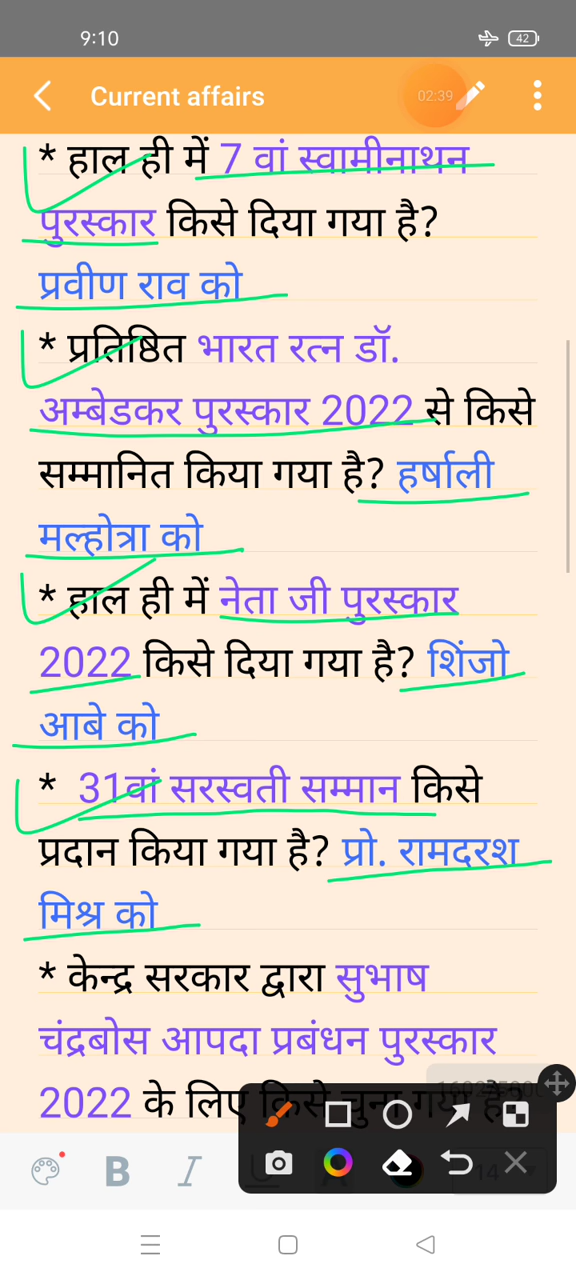 9:10
42
Current affairs
02:39
* हाल ही में 7 वां स्वामीनाथन
पुरस्कार किसे दिया गया है?
प्रवीण राव को
* प्रतिष्ठित भारत रत्न डॉ.
अम्बेडकर पुरस्कार 2022 से किसे
सम्मानित किया गया है? हर्षाली
मल्होत्रा को
* हाल ही में नेता जी पुरस्कार
2022 किसे दिया गया है? शिंजो
आबे को
* 31वां सरस्वती सम्मान किसे
प्रदान किया गया है? प्रो. रामदरश
मिश्र को
* केन्द्र सरकार द्वारा सुभाष
चंद्रबोस आपदा प्रबंधन पुरस्कार
2022 के लिए किसे चुना गया है
B I U 14